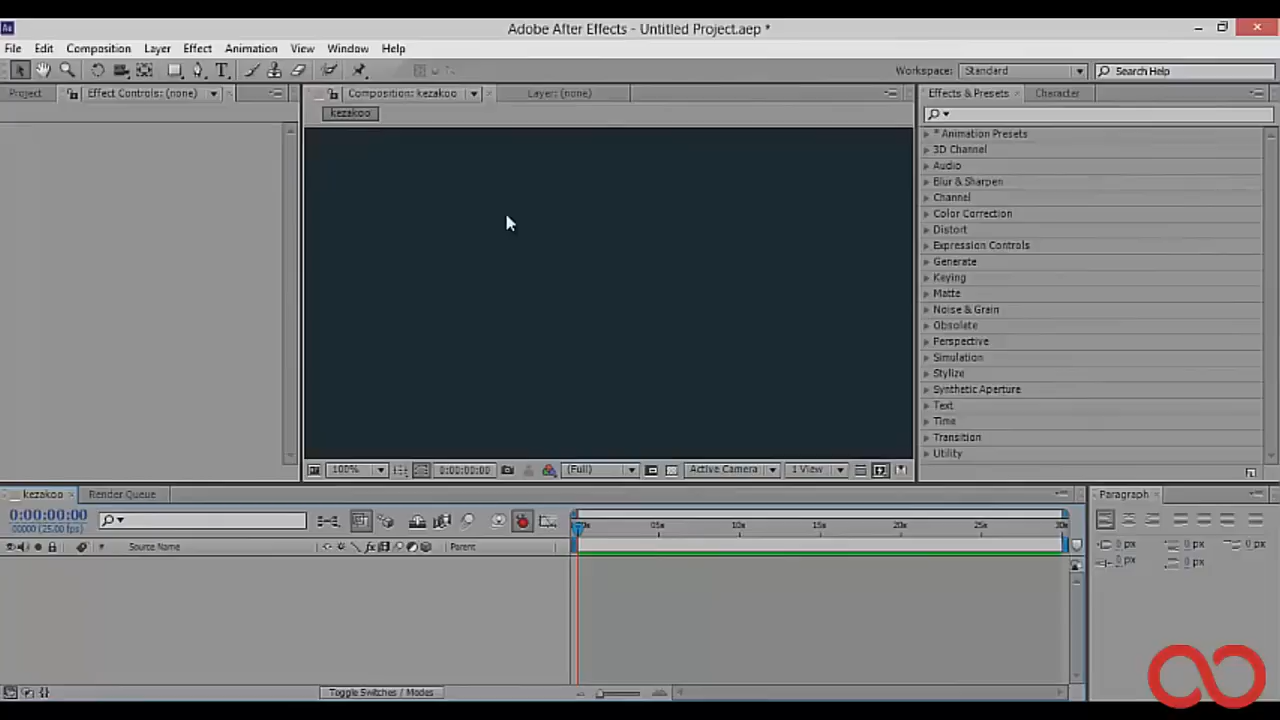 Ae
Adobe After Effects - Untitled Project.aep *
File Edit Composition Layer Effect Animation View Window Help
T
Workspace: Standard Search Help
Project Effect Controls: (none) Composition: kezakoo Layer: (none) Effects & Presets Character
kezakoo
* Animation Presets
3D Channel
Audio
Blur & Sharpen
Channel
Color Correction
Distort
Expression Controls
Generate
Keying
Matte
Noise & Grain
Obsolete
Perspective
Simulation
Stylize
Synthetic Aperture
Text
Time
Transition
Utility
100% 0:00:00:00 (Full) Active Camera 1 View
kezakoo Render Queue Paragraph
0:00:00:00
00000 (25.00 fps)
05s 10s 15s 20s 25s 30s
# Source Name fx Parent
0 px 0 px 0 px
0 px 0 px
Toggle Switches / Modes